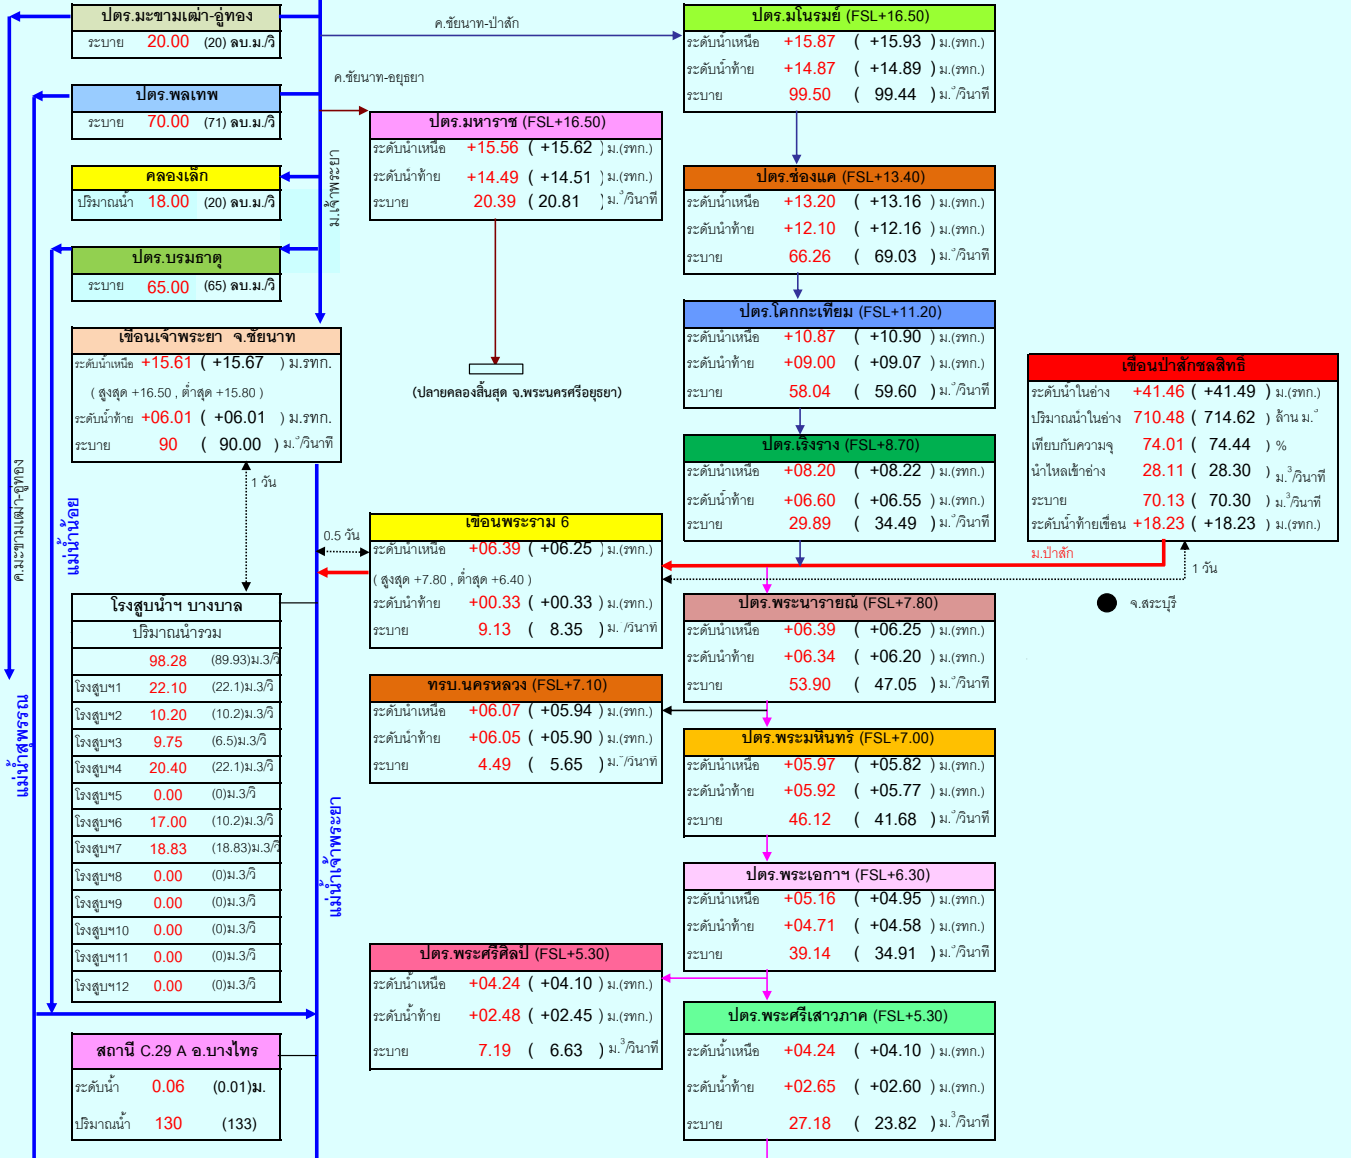 ปตร.มะขามเฒ่า-อู่ทอง
ระบาย 20.00 (20) ลบ.ม./วิ
ปตร.พลเทพ
ระบาย 70.00 (71) ลบ.ม./วิ
คลองเล็ก
ปริมาณน้ำ 18.00 (20) ลบ.ม./วิ
ปตร.บรมธาตุ
ระบาย 65.00 (65) ลบ.ม./วิ
เขื่อนเจ้าพระยา จ.ชัยนาท
ระดับน้ำเหนือ +15.61 ( +15.67 ) ม.รทก.
( สูงสุด +16.50 , ต่ำสุด +15.80 )
ระดับน้ำท้าย +06.01 ( +06.01 ) ม.รทก.
ระบาย 90 ( 90.00 ) ม.³/วินาที
1 วัน
ค.มะขามเฒ่า-อู่ทอง
แม่น้ำน้อย
แม่น้ำสุพรรณ
ม.เจ้าพระยา
แม่น้ำเจ้าพระยา
โรงสูบน้ำฯ บางบาล
ปริมาณน้ำรวม
98.28 (89.93)ม.3/วิ
โรงสูบฯ1 22.10 (22.1)ม.3/วิ
โรงสูบฯ2 10.20 (10.2)ม.3/วิ
โรงสูบฯ3 9.75 (6.5)ม.3/วิ
โรงสูบฯ4 20.40 (22.1)ม.3/วิ
โรงสูบฯ5 0.00 (0)ม.3/วิ
โรงสูบฯ6 17.00 (10.2)ม.3/วิ
โรงสูบฯ7 18.83 (18.83)ม.3/วิ
โรงสูบฯ8 0.00 (0)ม.3/วิ
โรงสูบฯ9 0.00 (0)ม.3/วิ
โรงสูบฯ10 0.00 (0)ม.3/วิ
โรงสูบฯ11 0.00 (0)ม.3/วิ
โรงสูบฯ12 0.00 (0)ม.3/วิ
สถานี C.29 A อ.บางไทร
ระดับน้ำ 0.06 (0.01)ม.
ปริมาณน้ำ 130 (133)
ค.ชัยนาท-ป่าสัก
ค.ชัยนาท-อยุธยา
ปตร.มหาราช (FSL+16.50)
ระดับน้ำเหนือ +15.56 ( +15.62 ) ม.(รทก.)
ระดับน้ำท้าย +14.49 ( +14.51 ) ม.(รทก.)
ระบาย 20.39 ( 20.81 ) ม.³/วินาที
(ปลายคลองสิ้นสุด จ.พระนครศรีอยุธยา)
0.5 วัน
เขื่อนพระราม 6
ระดับน้ำเหนือ +06.39 ( +06.25 ) ม.(รทก.)
( สูงสุด +7.80 , ต่ำสุด +6.40 )
ระดับน้ำท้าย +00.33 ( +00.33 ) ม.(รทก.)
ระบาย 9.13 ( 8.35 ) ม.³/วินาที
ทรบ.นครหลวง (FSL+7.10)
ระดับน้ำเหนือ +06.07 ( +05.94 ) ม.(รทก.)
ระดับน้ำท้าย +06.05 ( +05.90 ) ม.(รทก.)
ระบาย 4.49 ( 5.65 ) ม.³/วินาที
ปตร.พระศรีศิลป์ (FSL+5.30)
ระดับน้ำเหนือ +04.24 ( +04.10 ) ม.(รทก.)
ระดับน้ำท้าย +02.48 ( +02.45 ) ม.(รทก.)
ระบาย 7.19 ( 6.63 ) ม.³/วินาที
ปตร.มโนรมย์ (FSL+16.50)
ระดับน้ำเหนือ +15.87 ( +15.93 ) ม.(รทก.)
ระดับน้ำท้าย +14.87 ( +14.89 ) ม.(รทก.)
ระบาย 99.50 ( 99.44 ) ม.³/วินาที
ปตร.ช่องแค (FSL+13.40)
ระดับน้ำเหนือ +13.20 ( +13.16 ) ม.(รทก.)
ระดับน้ำท้าย +12.10 ( +12.16 ) ม.(รทก.)
ระบาย 66.26 ( 69.03 ) ม.³/วินาที
ปตร.โคกกะเทียม (FSL+11.20)
ระดับน้ำเหนือ +10.87 ( +10.90 ) ม.(รทก.)
ระดับน้ำท้าย +09.00 ( +09.07 ) ม.(รทก.)
ระบาย 58.04 ( 59.60 ) ม.³/วินาที
ปตร.เริงราง (FSL+8.70)
ระดับน้ำเหนือ +08.20 ( +08.22 ) ม.(รทก.)
ระดับน้ำท้าย +06.60 ( +06.55 ) ม.(รทก.)
ระบาย 29.89 ( 34.49 ) ม.³/วินาที
ปตร.พระนารายณ์ (FSL+7.80)
ระดับน้ำเหนือ +06.39 ( +06.25 ) ม.(รทก.)
ระดับน้ำท้าย +06.34 ( +06.20 ) ม.(รทก.)
ระบาย 53.90 ( 47.05 ) ม.³/วินาที
ปตร.พระมหินทร์ (FSL+7.00)
ระดับน้ำเหนือ +05.97 ( +05.82 ) ม.(รทก.)
ระดับน้ำท้าย +05.92 ( +05.77 ) ม.(รทก.)
ระบาย 46.12 ( 41.68 ) ม.³/วินาที
ปตร.พระเอกาฯ (FSL+6.30)
ระดับน้ำเหนือ +05.16 ( +04.95 ) ม.(รทก.)
ระดับน้ำท้าย +04.71 ( +04.58 ) ม.(รทก.)
ระบาย 39.14 ( 34.91 ) ม.³/วินาที
ปตร.พระศรีเสาวภาค (FSL+5.30)
ระดับน้ำเหนือ +04.24 ( +04.10 ) ม.(รทก.)
ระดับน้ำท้าย +02.65 ( +02.60 ) ม.(รทก.)
ระบาย 27.18 ( 23.82 ) ม.³/วินาที
เขื่อนป่าสักชลสิทธิ์
ระดับน้ำในอ่าง +41.46 ( +41.49 ) ม.(รทก.)
ปริมาณน้ำในอ่าง 710.48 ( 714.62 ) ล้าน ม.³
เทียบกับความจุ 74.01 ( 74.44 ) %
น้ำไหลเข้าอ่าง 28.11 ( 28.30 ) ม.³/วินาที
ระบาย 70.13 ( 70.30 ) ม.³/วินาที
ระดับน้ำท้ายเขื่อน +18.23 ( +18.23 ) ม.(รทก.)
ม.ป่าสัก
1 วัน
จ.สระบุรี